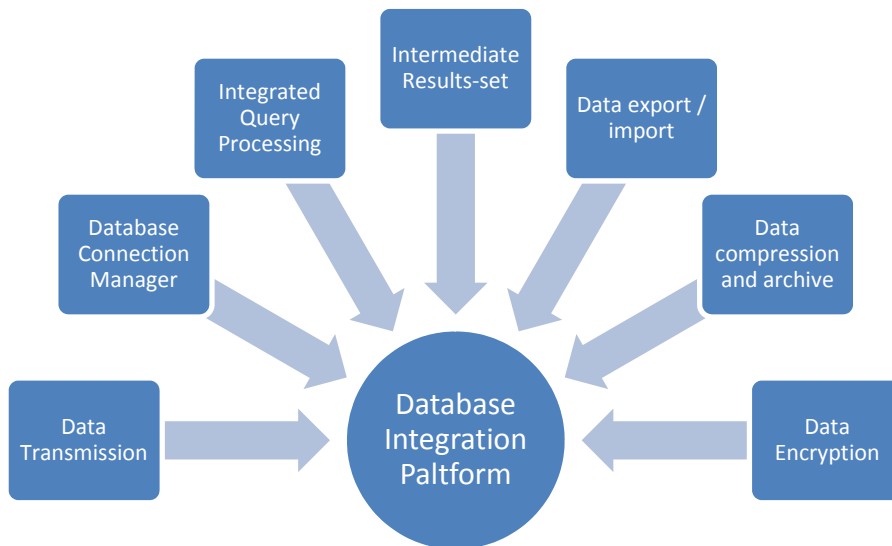 Intermediate
Results-set
Integrated
Query
Processing
Data export /
import
Database
Connection
Manager
Data
compression
and archive
Data
Transmission
Database
Integration
Paltform
Data
Encryption